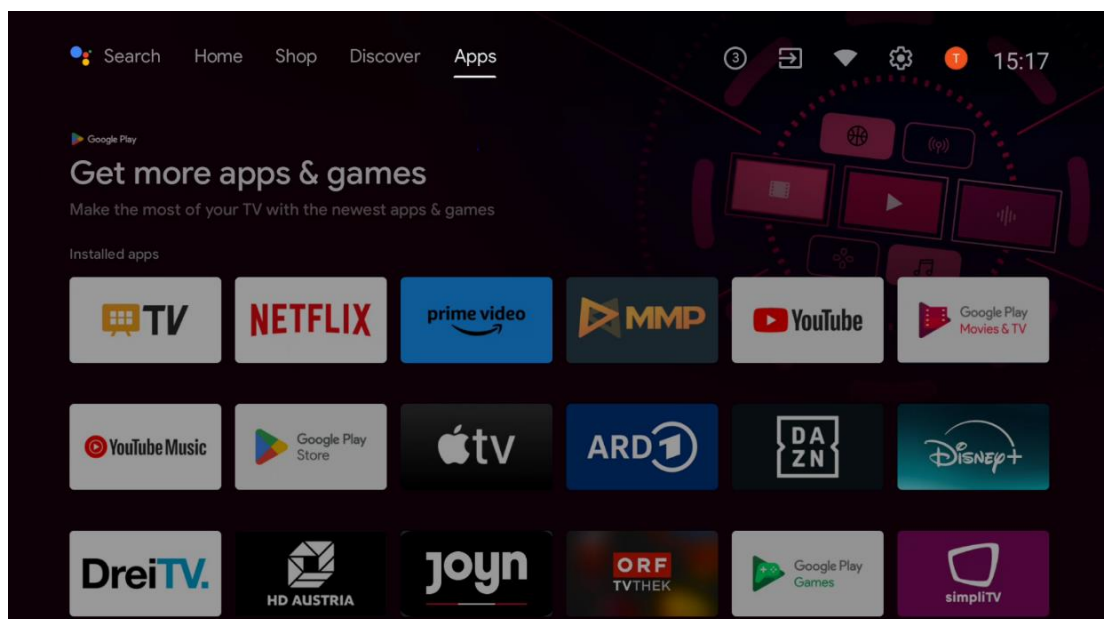 Search Home Shop Discover Apps 3 T 15:17
Google Play
Get more apps & games
Make the most of your TV with the newest apps & games
Installed apps
TV NETFLIX prime video MMP YouTube Google Play Movies & TV
YouTube Music Google Play Store tv ARD 1 DAZN Disney+
DreiTV. HD AUSTRIA JOYN ORF TVTHEK Google Play Games simpliTV